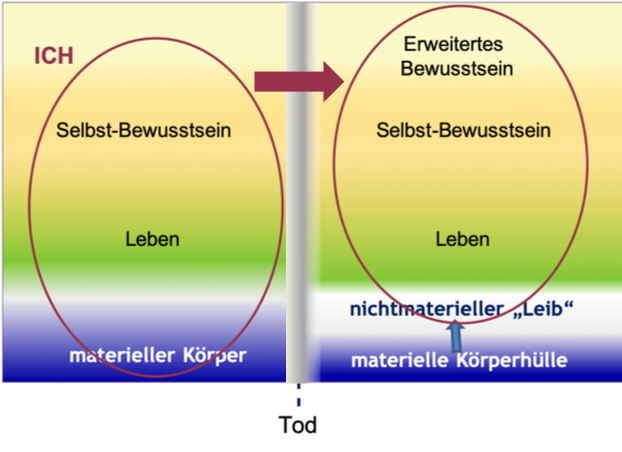 ICH
Selbst-Bewusstsein
Leben
materieller Körper
Erweitertes
Bewusstsein
Selbst-Bewusstsein
Leben
nichtmaterieller „Leib“
materielle Körperhülle
Tod